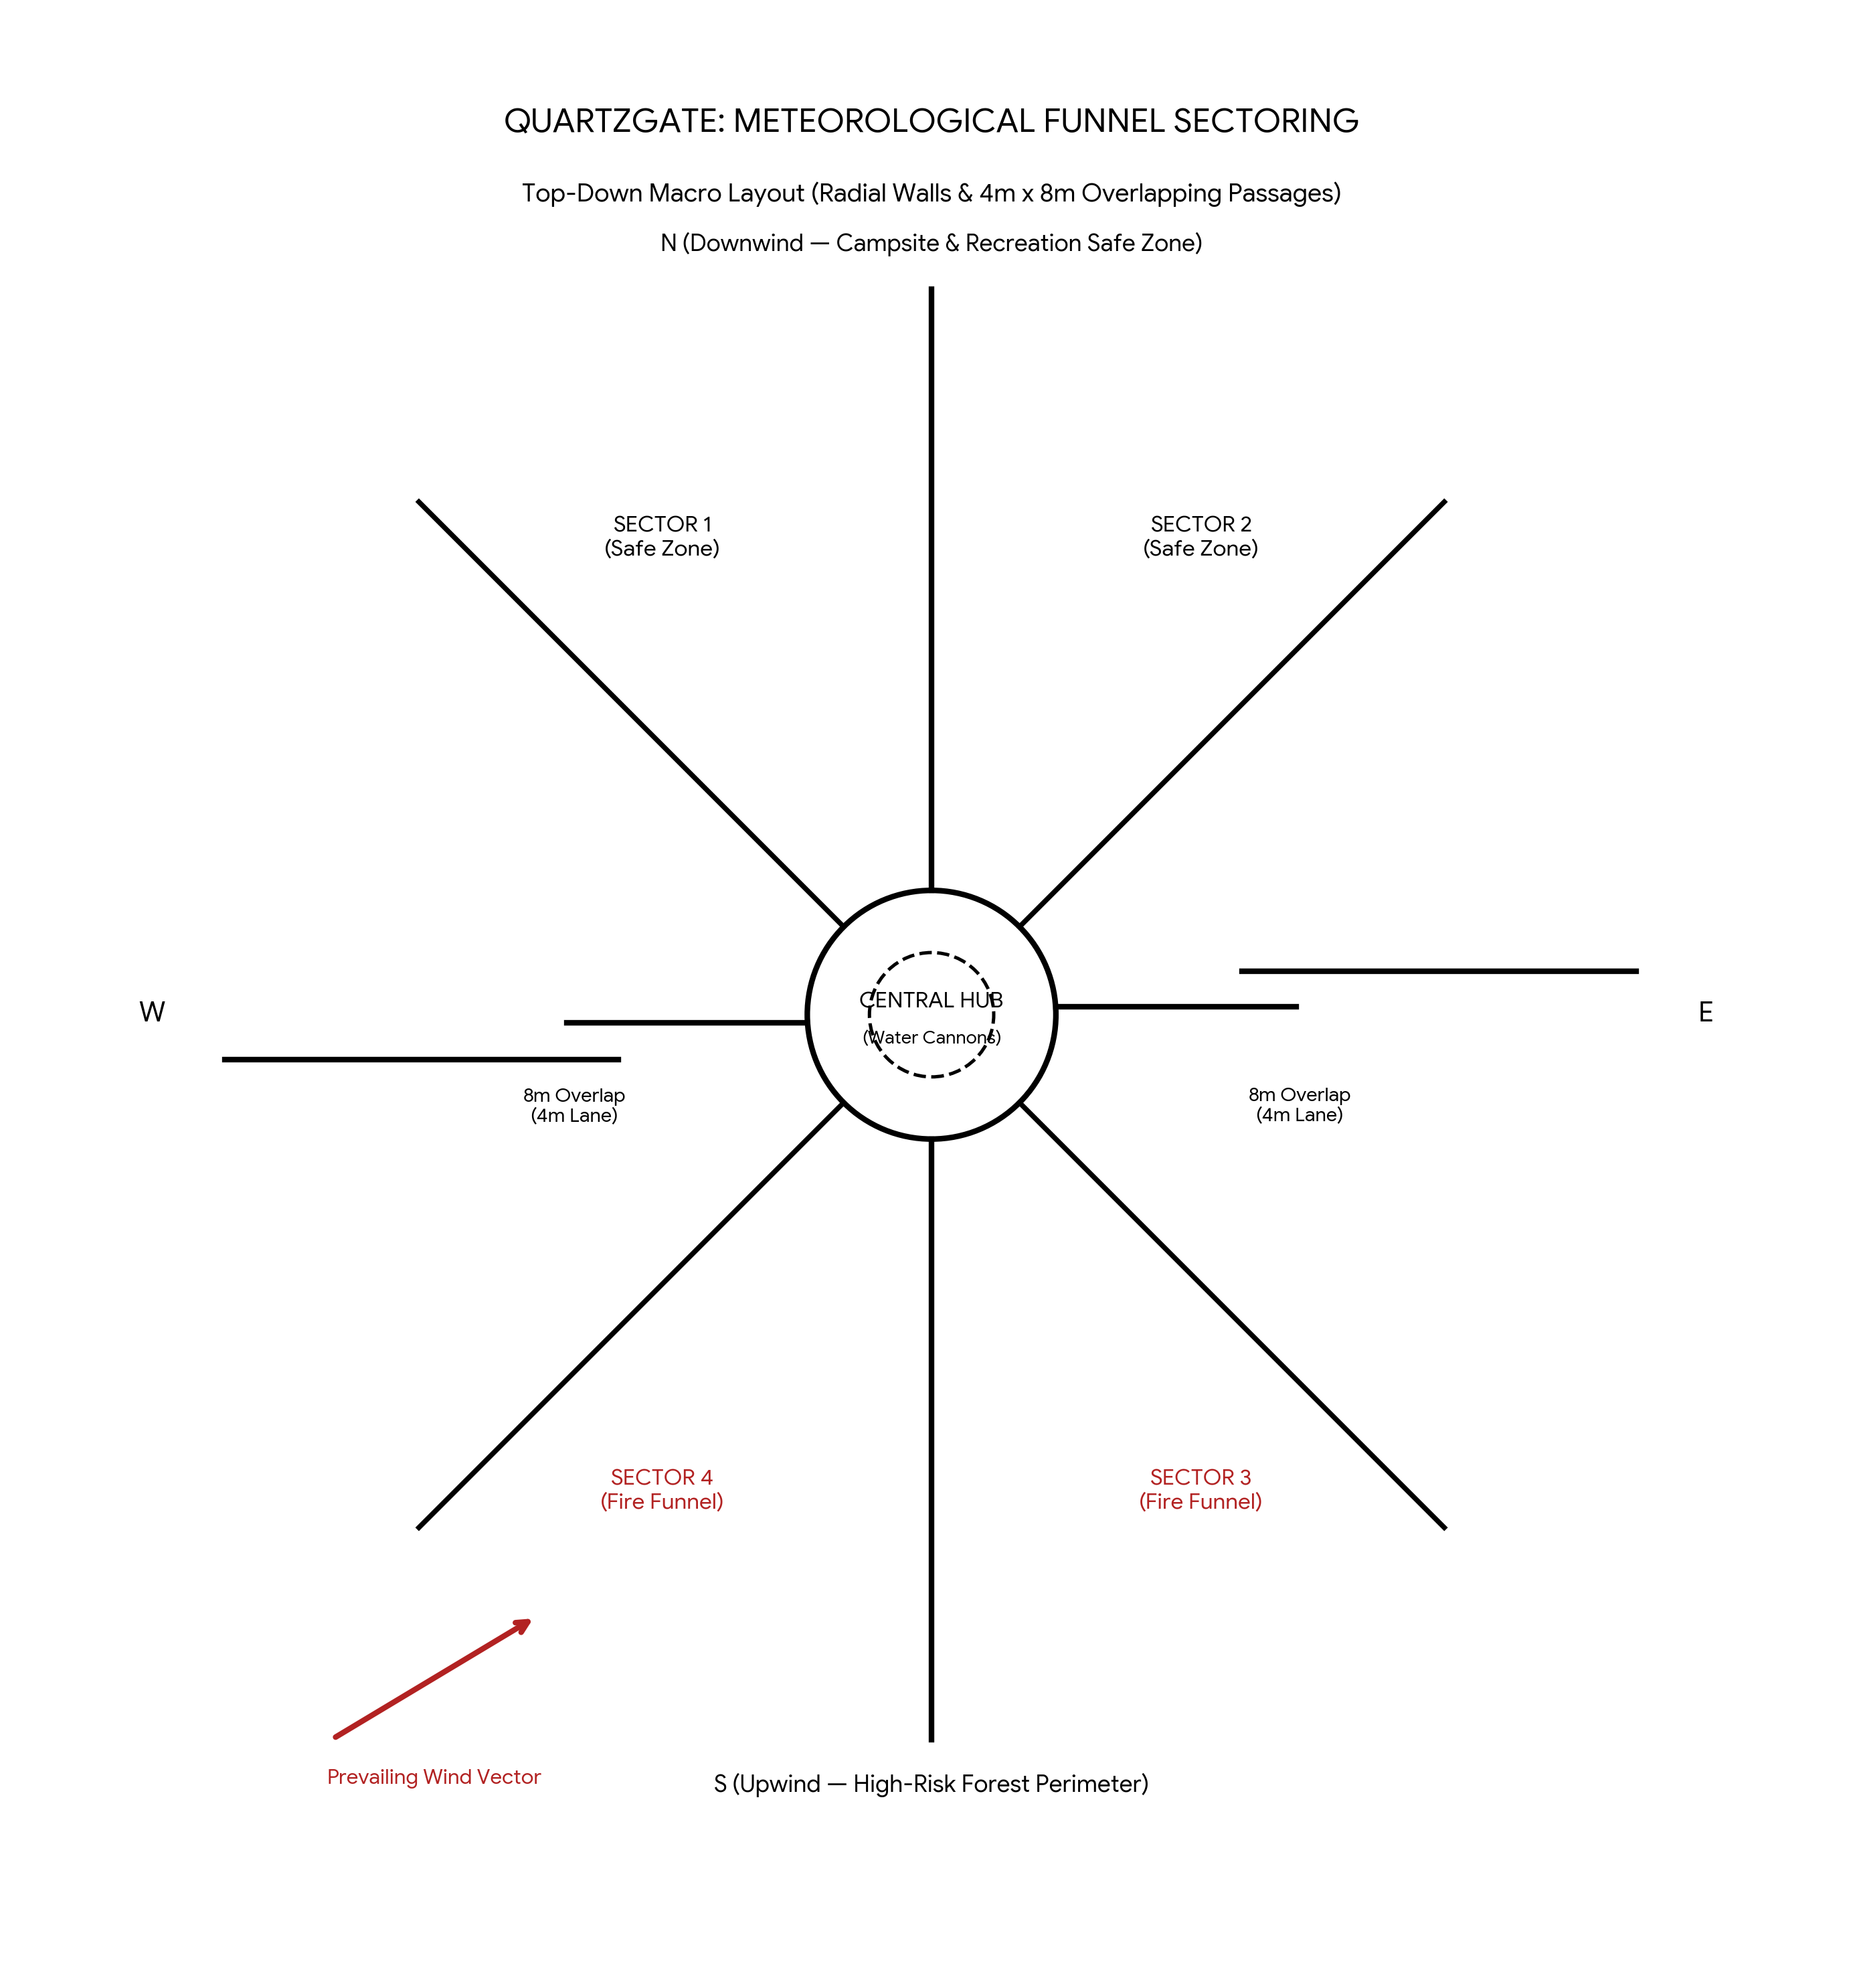 QUARTZGATE: METEOROLOGICAL FUNNEL SECTORING
Top-Down Macro Layout (Radial Walls & 4m x 8m Overlapping Passages)
N (Downwind — Campsite & Recreation Safe Zone)
SECTOR 1
(Safe Zone)
SECTOR 2
(Safe Zone)
W
CENTRAL HUB
(Water Cannons)
E
8m Overlap
(4m Lane)
8m Overlap
(4m Lane)
SECTOR 4
(Fire Funnel)
SECTOR 3
(Fire Funnel)
Prevailing Wind Vector
S (Upwind — High-Risk Forest Perimeter)